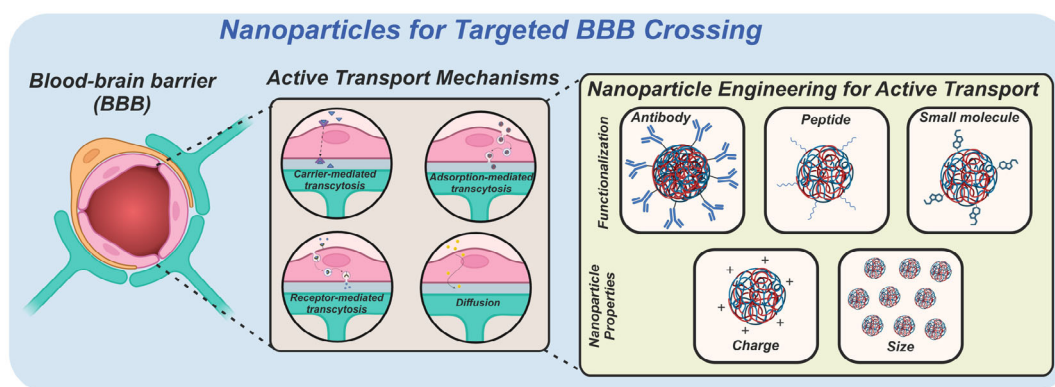 Nanoparticles for Targeted BBB Crossing
Blood-brain barrier
(BBB)
Active Transport Mechanisms
Carrier-mediated
transcytosis
Adsorption-mediated
transcytosis
Receptor-mediated
transcytosis
Diffusion
Nanoparticle Engineering for Active Transport
Functionalization
Antibody
Peptide
Small molecule
Nanoparticle
Properties
Charge
Size